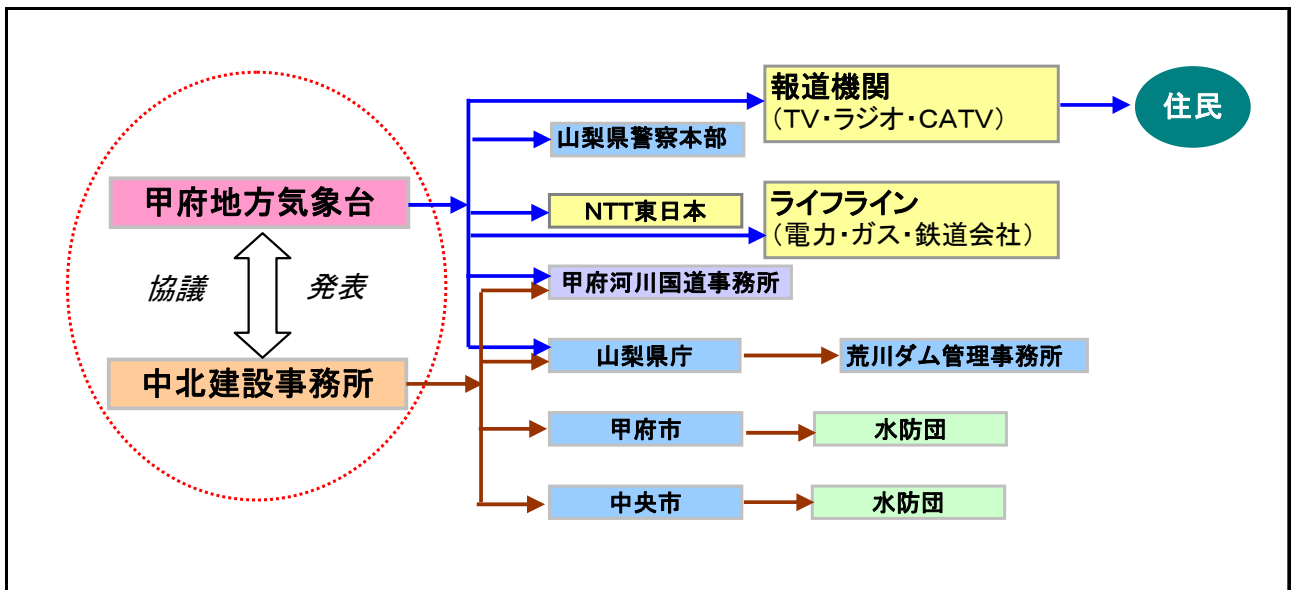 報道機関
（TV・ラジオ・CATV）
住民
山梨県警察本部
甲府地方気象台
NTT東日本
ライフライン
（電力・ガス・鉄道会社）
協議
発表
甲府河川国道事務所
山梨県庁
荒川ダム管理事務所
中北建設事務所
甲府市
水防団
中央市
水防団